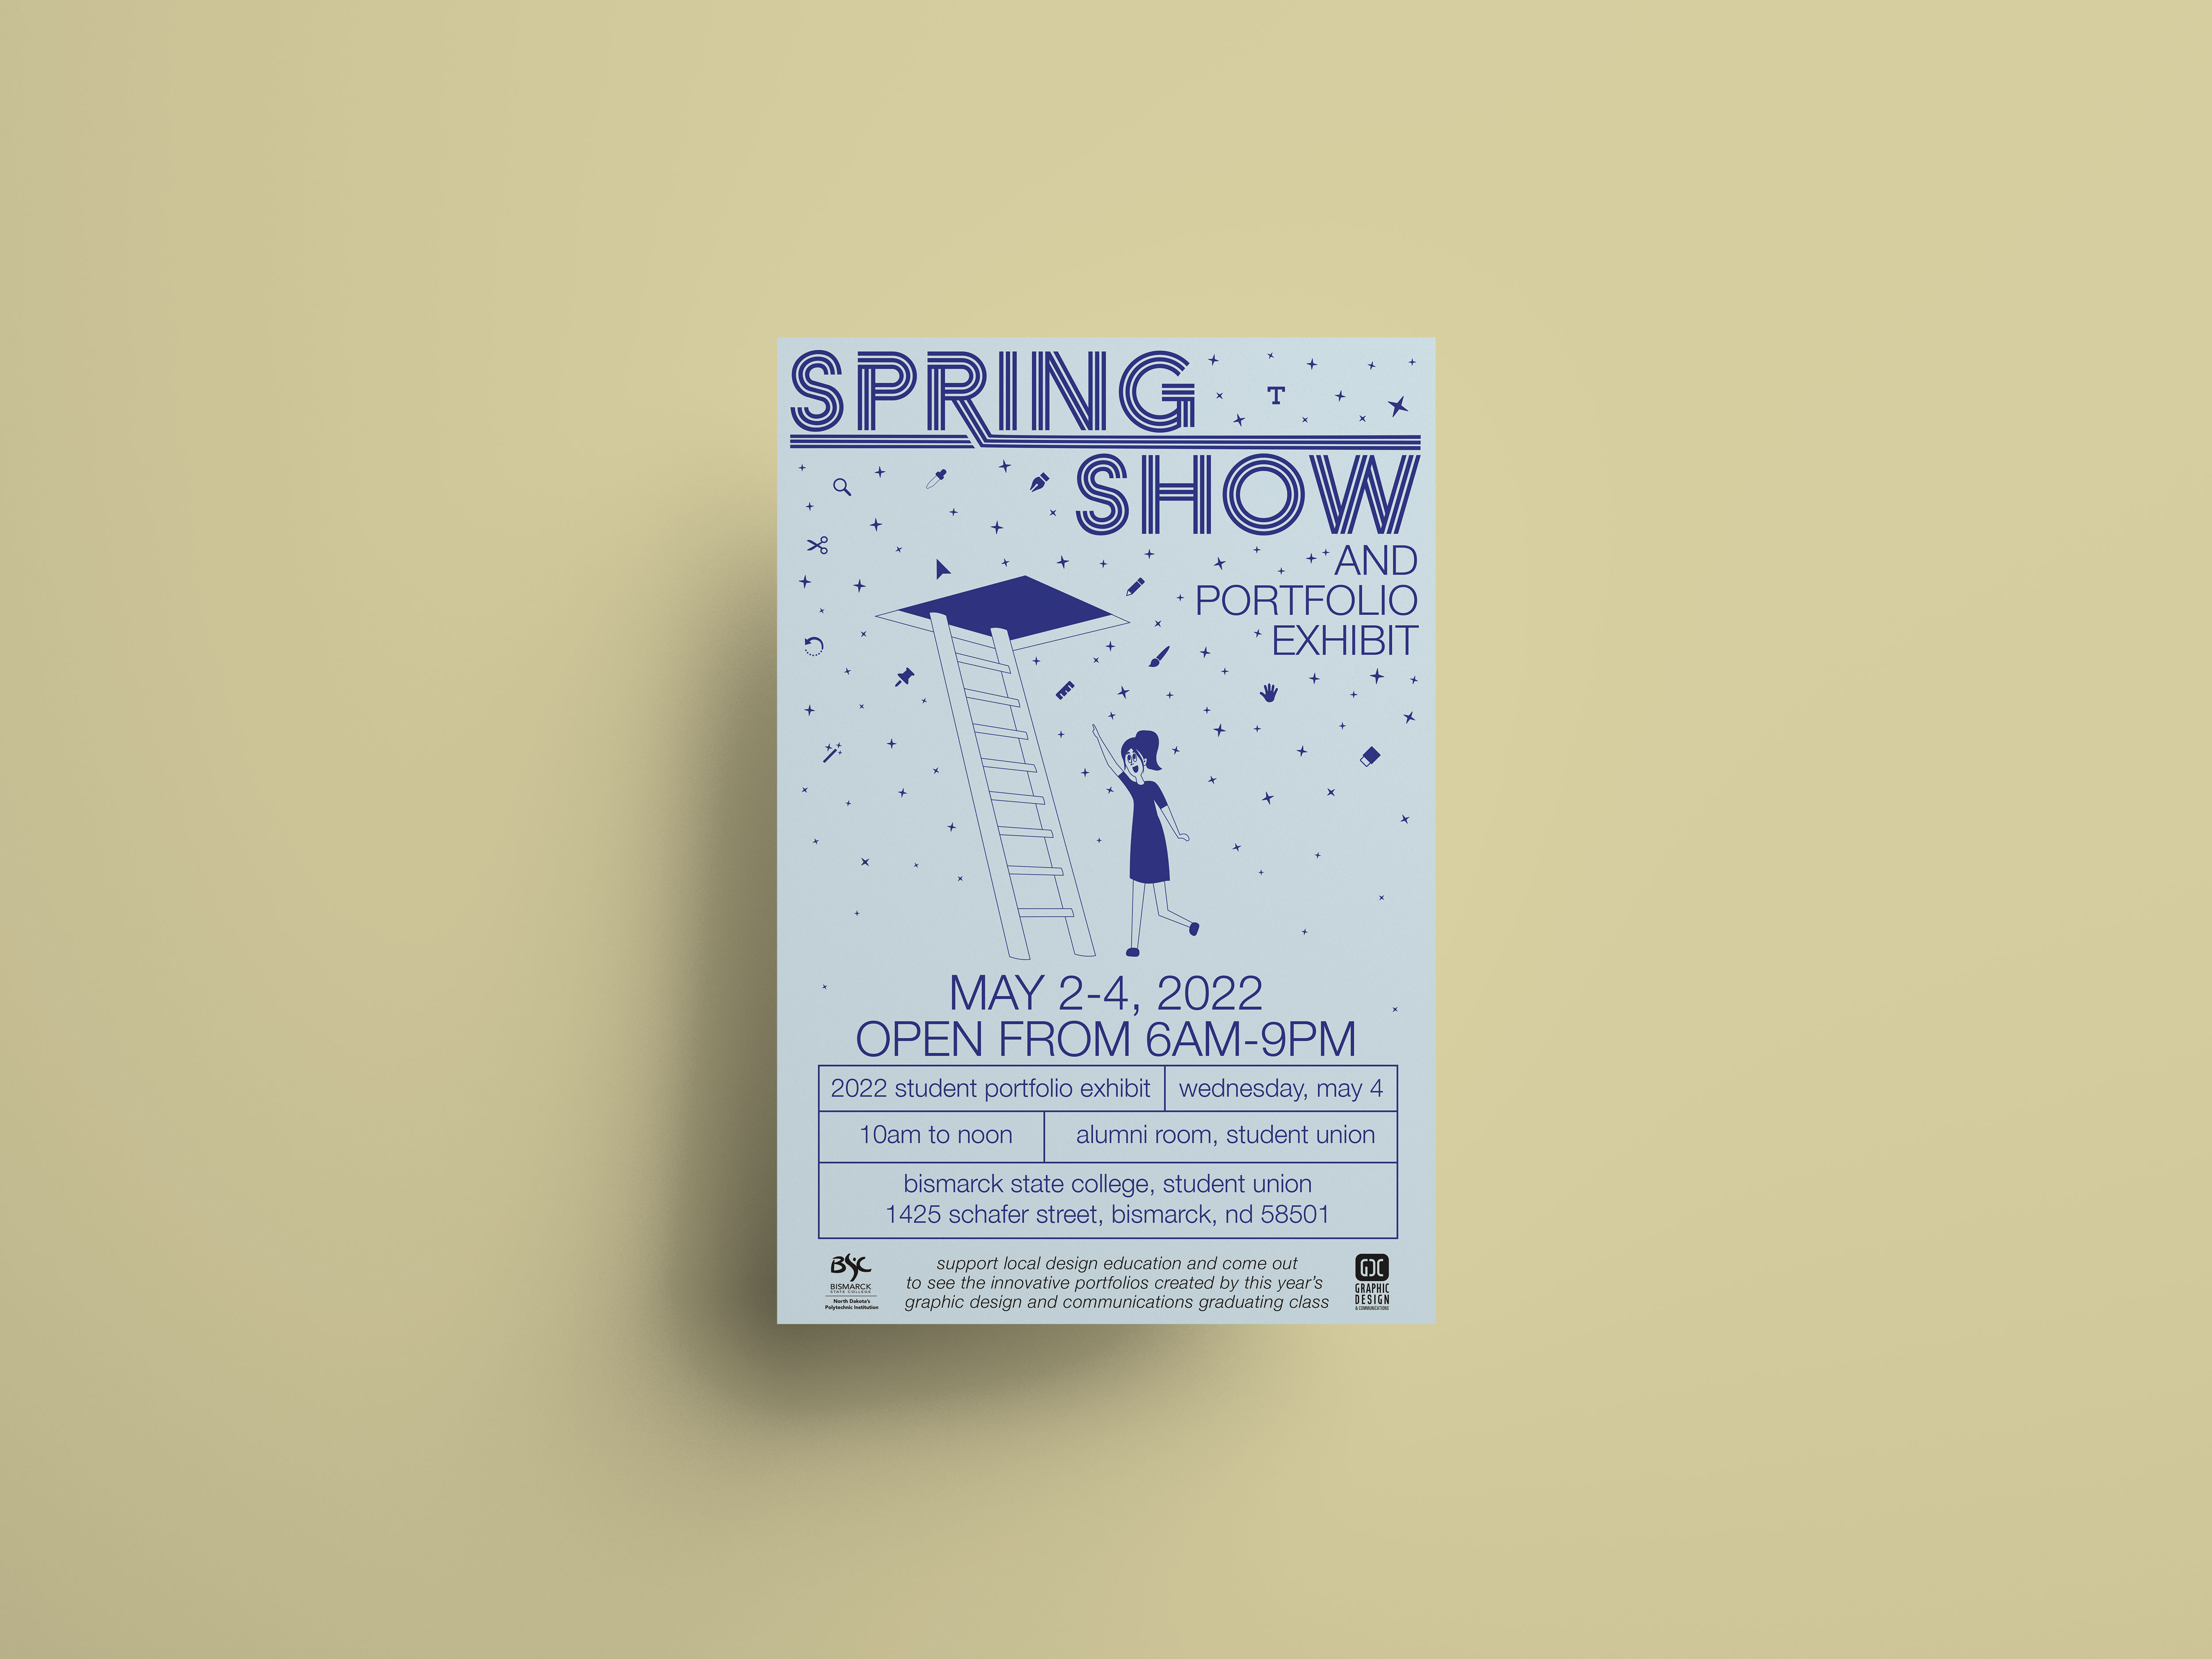 SPRING
SHOW
AND
PORTFOLIO
EXHIBIT
T
MAY 2-4, 2022
OPEN FROM 6AM-9PM
2022 student portfolio exhibit wednesday, may 4
10am to noon alumni room, student union
bismarck state college, student union
1425 schafer street, bismarck, nd 58501
BSC
BISMARCK
STATE COLLEGE
North Dakota's
Polytechnic Institution
support local design education and come out
to see the innovative portfolios created by this year's
graphic design and communications graduating class
GDC
GRAPHIC
DESIGN
& COMMUNICATIONS